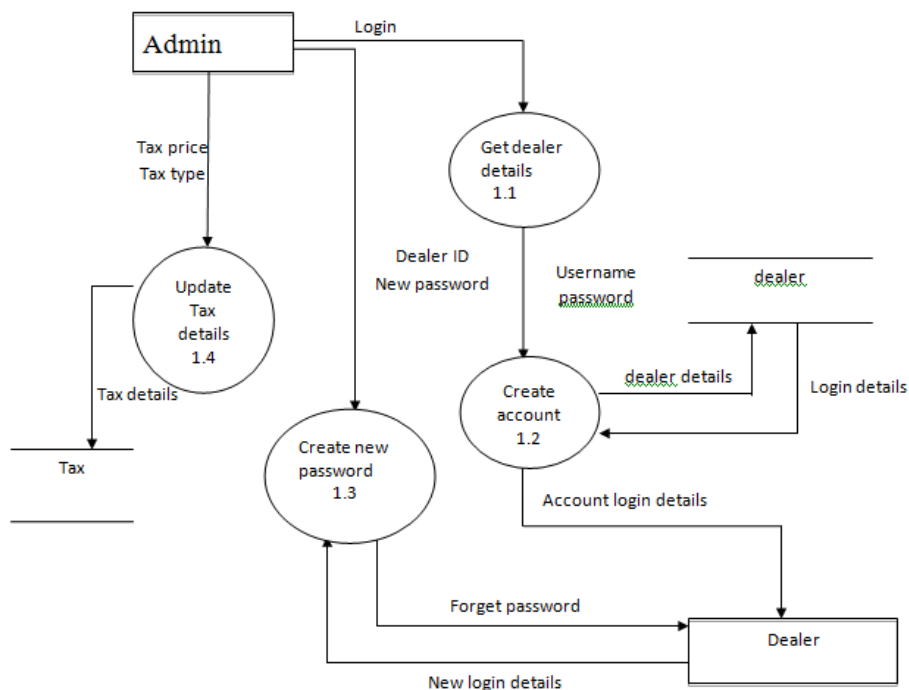 Login
Admin
Tax price
Tax type
Get dealer
details
1.1
Dealer ID
New password
Username
password
dealer
Update
Tax
details
1.4
Tax details
Create
account
1.2
dealer details
Login details
Tax
Create new
password
1.3
Account login details
Forget password
Dealer
New login details